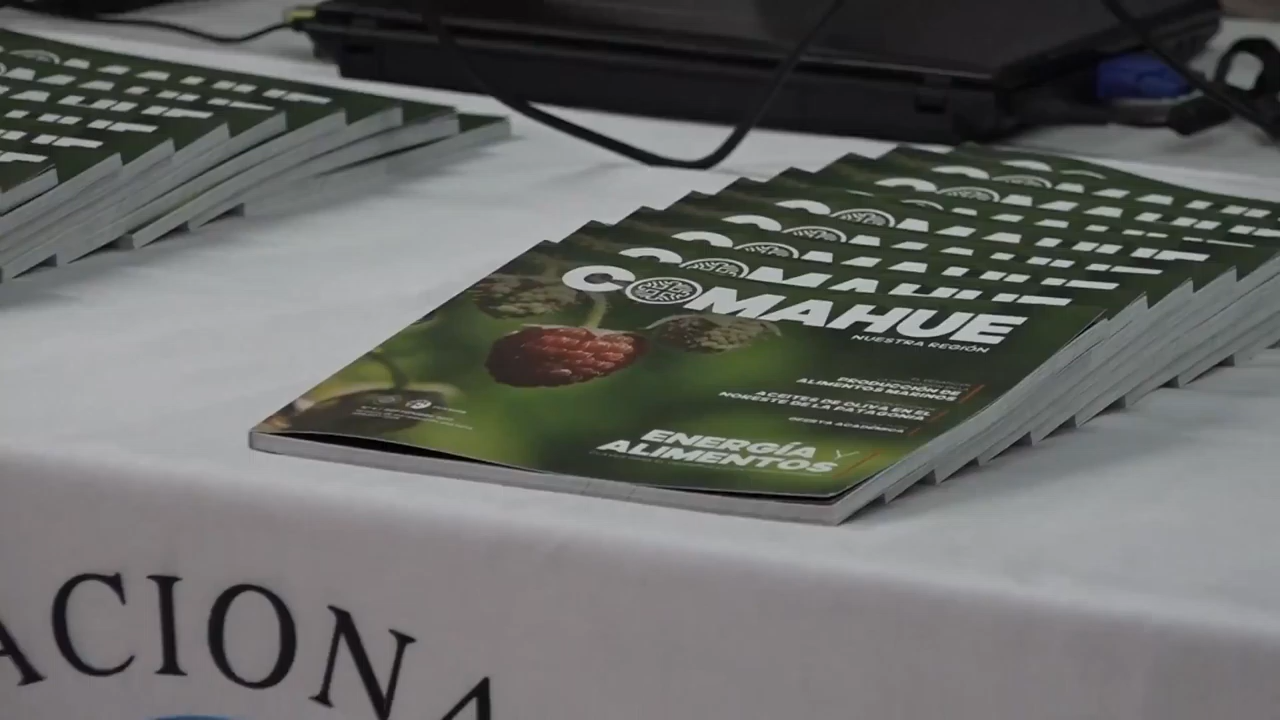 COMAHUE
NUESTRA REGIÓN
PRODUCCIÓN DE
ALIMENTOS MARINOS
ACEITES DE OLIVA EN EL
NORESTE DE LA PATAGONIA
OFERTA ACADÉMICA
ENERGÍA Y
ALIMENTOS
ACIONA